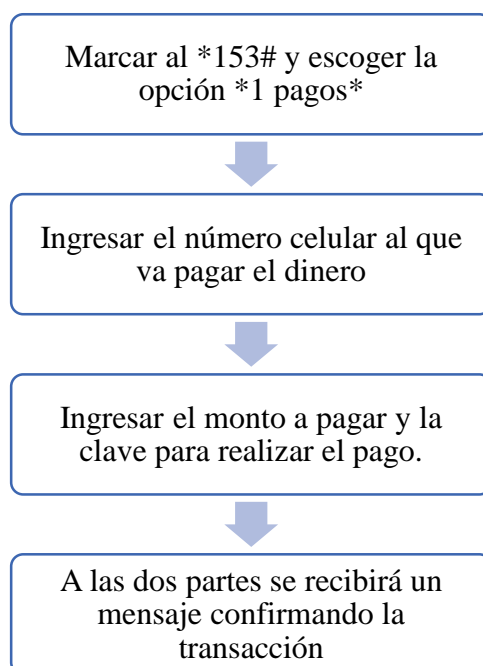 Marcar al *153# y escoger la
opción *1 pagos*
Ingresar el número celular al que
va pagar el dinero
Ingresar el monto a pagar y la
clave para realizar el pago.
A las dos partes se recibirá un
mensaje confirmando la
transacción